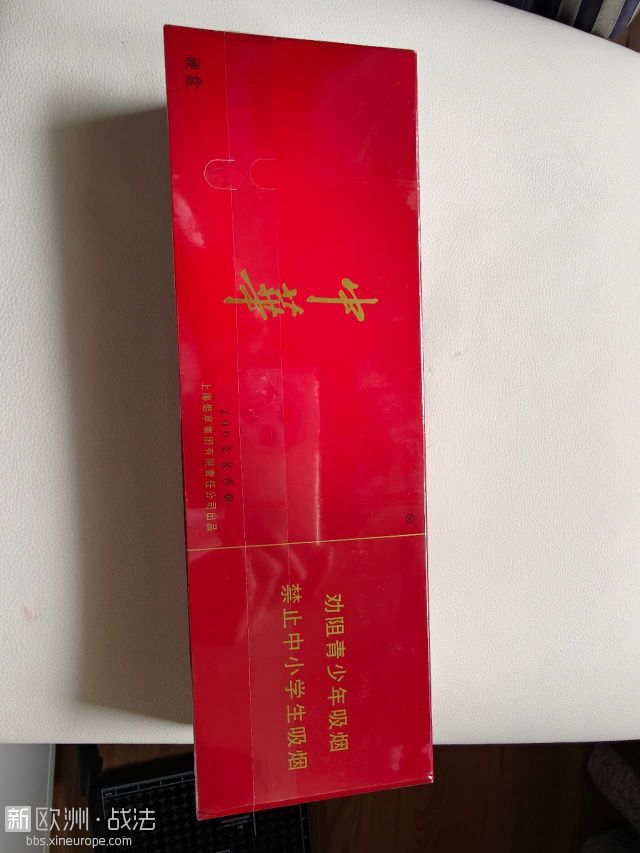 硬盒
中華
®
200支装香烟
上海烟草集团有限责任公司出品
劝阻青少年吸烟
禁止中小学生吸烟
新欧洲·战法
bbs.xineurope.com